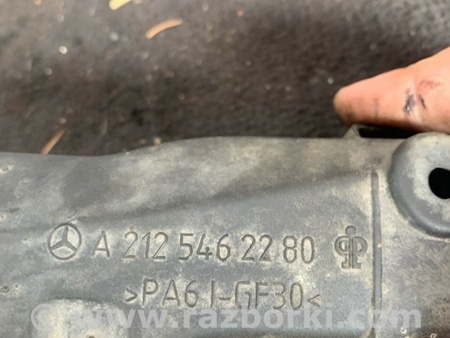 A 212 546 22 80
>PA6 I-GF30<
www.razborki.com